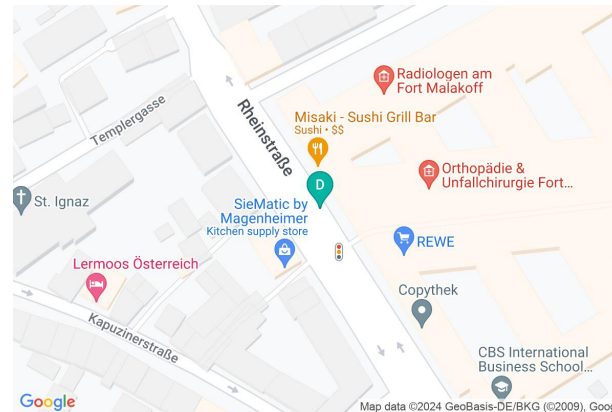 Radiologen am
Fort Malakoff
Rheinstraße
Misaki - Sushi Grill Bar
Sushi • $$
Templergasse
D
Orthopädie &
Unfallchirurgie Fort...
St. Ignaz
SieMatic by
Magenheimer
Kitchen supply store
REWE
Lermoos Österreich
Copythek
Kapuzinerstraße
CBS International
Business School...
Google
Map data ©2024 GeoBasis-DE/BKG (©2009), Goog